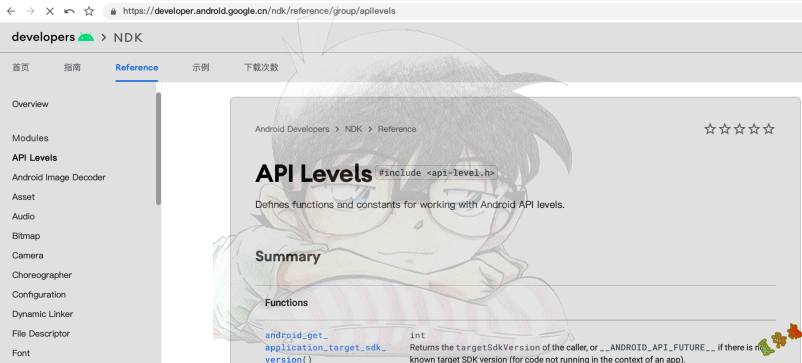 https://developer.android.google.cn/ndk/reference/group/apilevels
developers > NDK
首页 指南 Reference 示例 下载次数
Overview
Modules
API Levels
Android Image Decoder
Asset
Audio
Bitmap
Camera
Choreographer
Configuration
Dynamic Linker
File Descriptor
Font
Android Developers > NDK > Reference
API Levels #include <api-level.h>
Defines functions and constants for working with Android API levels.
Summary
Functions
android_get_
application_target_sdk_
version()
int
Returns the targetSdkVersion of the caller, or __ANDROID_API_FUTURE__ if there is no
known target SDK version (for code not running in the context of an app).